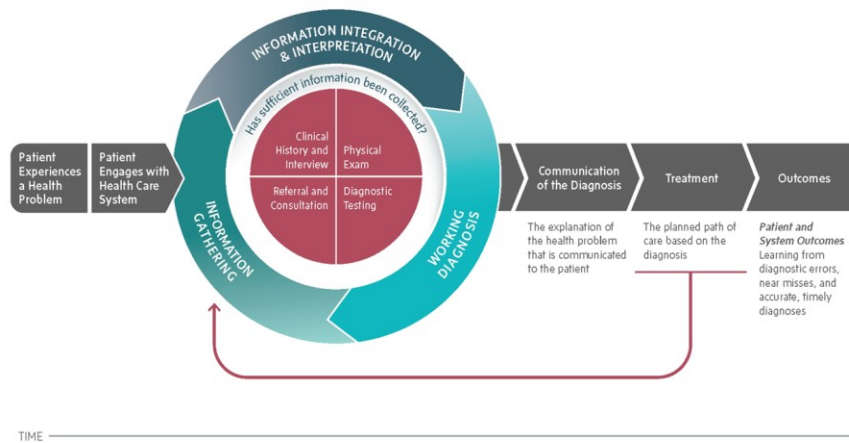 INFORMATION INTEGRATION
& INTERPRETATION
Has sufficient information been collected?
Patient
Experiences
a Health
Problem
Patient
Engages with
Health Care
System
Clinical
History and
Interview
Physical
Exam
Referral and
Consultation
Diagnostic
Testing
INFORMATION
GATHERING
WORKING
DIAGNOSIS
Communication
of the Diagnosis
Treatment
Outcomes
The explanation of
the health problem
that is communicated
to the patient
The planned path of
care based on the
diagnosis
Patient and
System Outcomes
Learning from
diagnostic errors,
near misses, and
accurate, timely
diagnoses
TIME